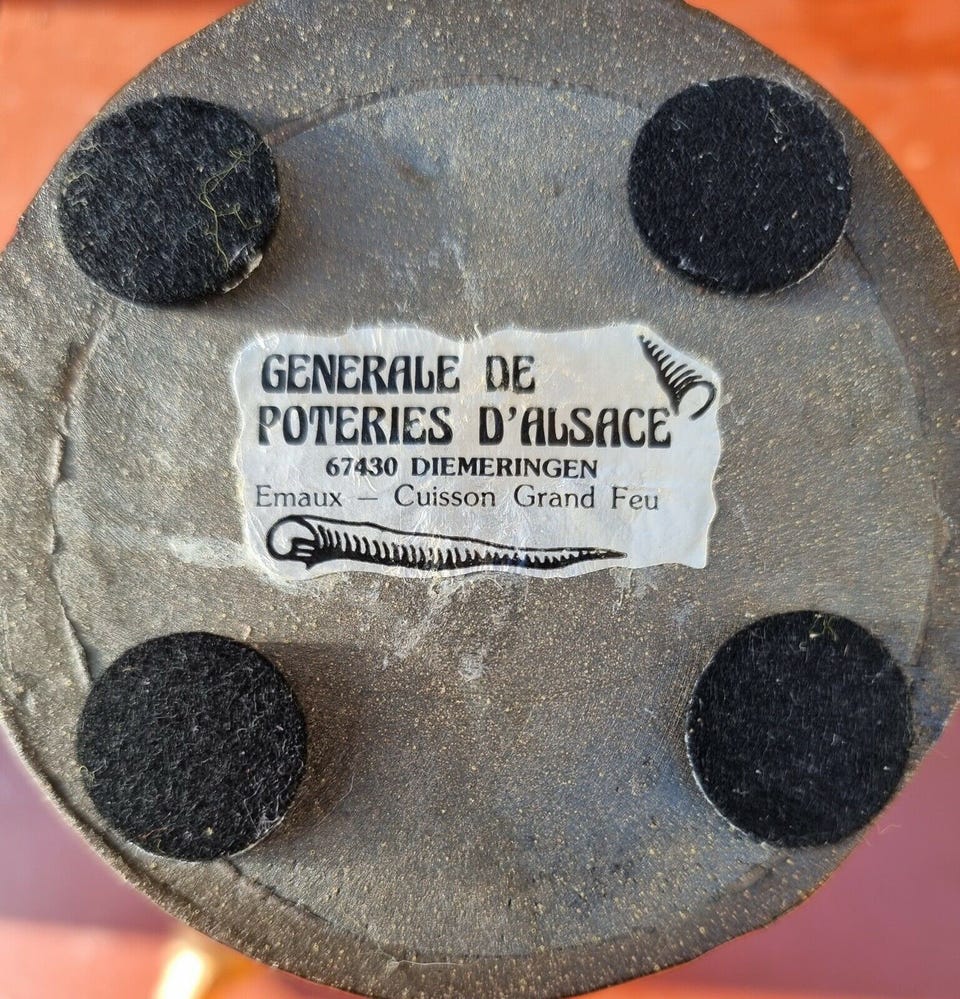 GENERALE DE
POTERIES D'ALSACE
67430 DIEMERINGEN
Emaux — Cuisson Grand Feu